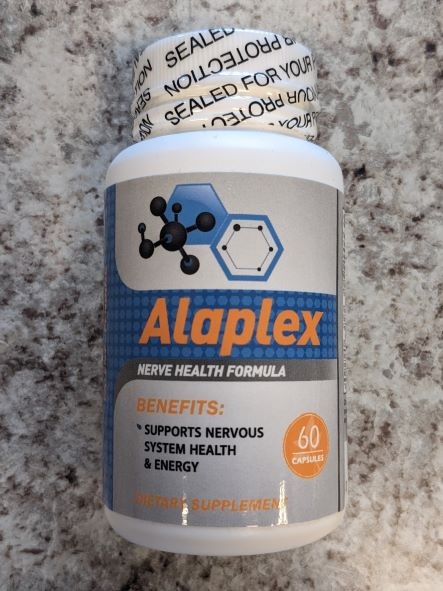 SEALED
PROTECTION
SEALED FOR YOUR
YOUR PROTECT
Alaplex
NERVE HEALTH FORMULA
BENEFITS:
* SUPPORTS NERVOUS
SYSTEM HEALTH
& ENERGY
60
CAPSULES
DIETARY SUPPLEMENT